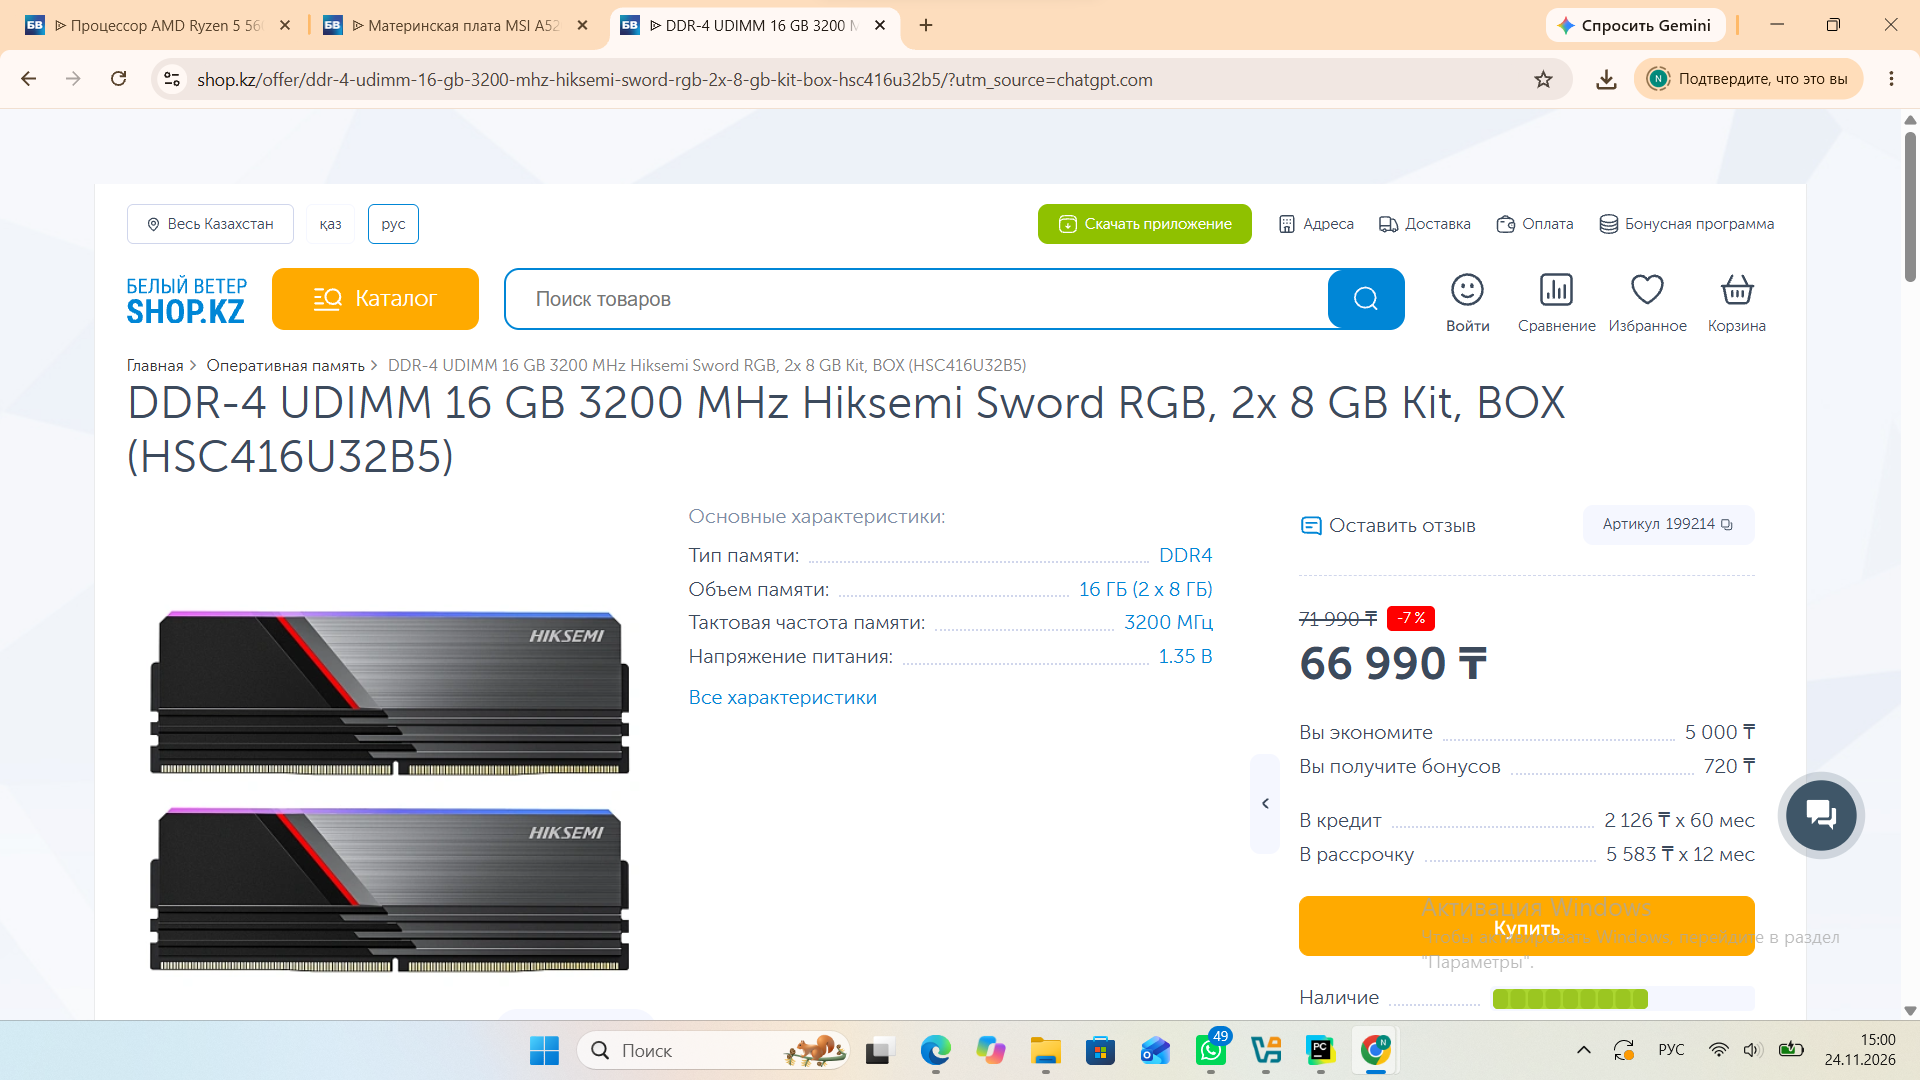 БВ ᐅ Процессор AMD Ryzen 5 56
БВ ᐅ Материнская плата MSI A52
БВ ᐅ DDR-4 UDIMM 16 GB 3200 M
Спросить Gemini
shop.kz/offer/ddr-4-udimm-16-gb-3200-mhz-hiksemi-sword-rgb-2x-8-gb-kit-box-hsc416u32b5/?utm_source=chatgpt.com
N Подтвердите, что это вы
Весь Казахстан
қаз
рус
Скачать приложение
Адреса
Доставка
Оплата
Бонусная программа
БЕЛЫЙ ВЕТЕР
SHOP.KZ
Каталог
Поиск товаров
Войти
Сравнение
Избранное
Корзина
Главная > Оперативная память > DDR-4 UDIMM 16 GB 3200 MHz Hiksemi Sword RGB, 2x 8 GB Kit, BOX (HSC416U32B5)
DDR-4 UDIMM 16 GB 3200 MHz Hiksemi Sword RGB, 2x 8 GB Kit, BOX
(HSC416U32B5)
HIKSEMI
HIKSEMI
Основные характеристики:
Тип памяти: DDR4
Объем памяти: 16 ГБ (2 x 8 ГБ)
Тактовая частота памяти: 3200 МГц
Напряжение питания: 1.35 В
Все характеристики
Оставить отзыв
Артикул 199214
71 990 ₸ -7 %
66 990 ₸
Вы экономите 5 000 ₸
Вы получите бонусов 720 ₸
В кредит 2 126 ₸ x 60 мес
В рассрочку 5 583 ₸ x 12 мес
Купить
Активация Windows
Чтобы активировать Windows, перейдите в раздел
"Параметры".
Наличие
Поиск
49
PC
N
РУС
15:00
24.11.2026